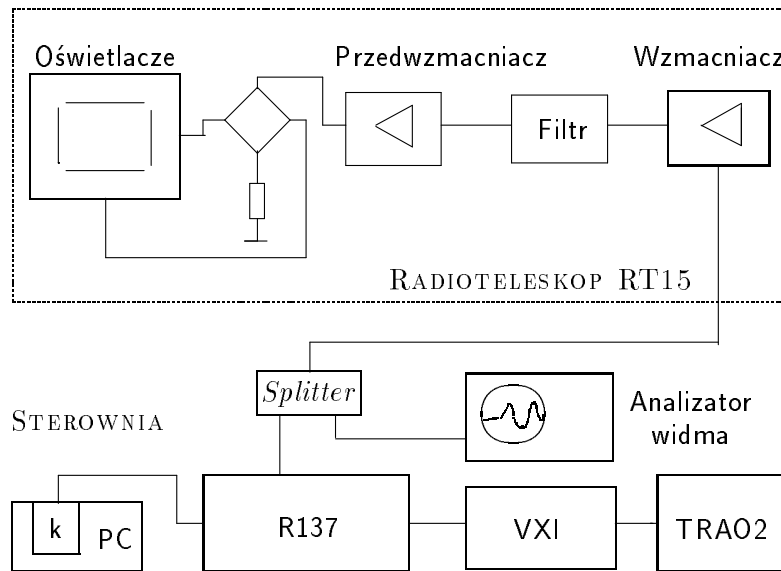 Oświetlacze
Przedwzmacniacz
Wzmacniacz
Filtr
RADIOTELESKOP RT15
Splitter
STEROWNIA
Analizator
widma
k
PC
R137
VXI
TRAO2